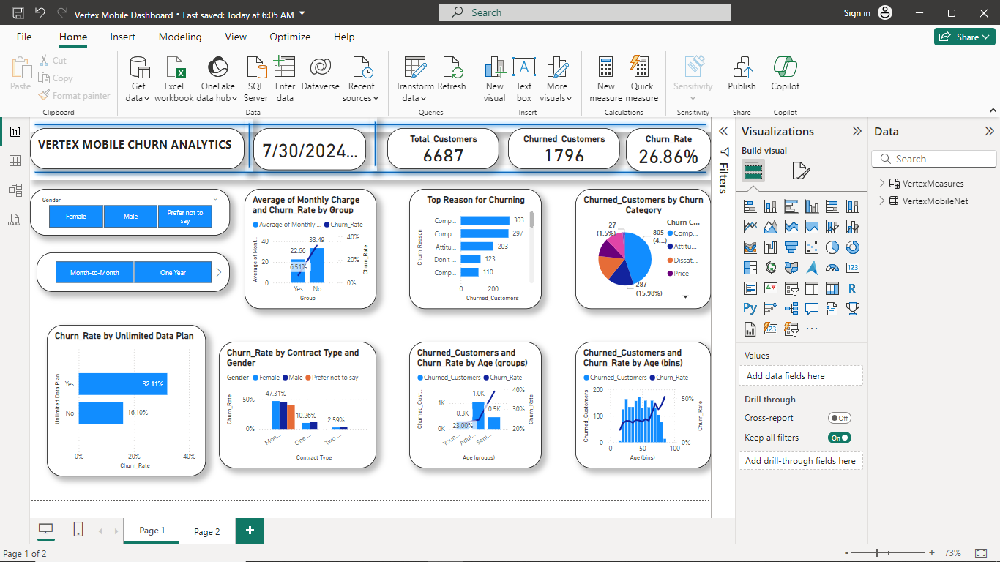 Vertex Mobile Dashboard • Last saved: Today at 6:05 AM
Search
Sign in
File Home Insert Modeling View Optimize Help
Share
Paste
Cut
Copy
Format painter
Clipboard
Get data
Excel workbook
OneLake data hub
SQL Server
Enter data
Dataverse
Recent sources
Data
Transform data
Refresh
Queries
New visual
Text box
More visuals
Insert
New measure
Quick measure
Calculations
Sensitivity
Sensitivity
Publish
Share
Copilot
Copilot
VERTEX MOBILE CHURN ANALYTICS
7/30/2024...
Total_Customers
6687
Churned_Customers
1796
Churn_Rate
26.86%
Gender
Female
Male
Prefer not to say
Month-to-Month
One Year
Average of Monthly Charge
and Churn_Rate by Group
Average of Monthly ... Churn_Rate
Average of Mont...
40
20
0
22.66
33.49
6.51%
40%
20%
0%
Churn_Rate
Yes No
Group
Top Reason for Churning
Churn Reason
Comp... 303
Comp... 297
Attitu... 203
Don't ... 123
Comp... 110
0 200
Churned_Customers
Churned_Customers by Churn
Category
27
(1.5%)
805
(4...)
287
(15.98%)
Churn C...
Comp...
Attitu...
Dissat...
Price
Churn_Rate by Unlimited Data Plan
Unlimited Data Plan
Yes 32.11%
No 16.10%
0% 20% 40%
Churn_Rate
Churn_Rate by Contract Type and
Gender
Gender Female Male Prefer not to say
Churn_Rate
50%
0%
47.31%
10.26%
2.59%
Mon...
One ...
Two ...
Contract Type
Churned_Customers and
Churn_Rate by Age (groups)
Churned_Customers Churn_Rate
Churned_Cust...
1K
0K
0.3K
1.0K
0.5K
23.00%
40%
30%
20%
Churn_Rate
Youn...
Adul...
Seni...
Age (groups)
Churned_Customers and
Churn_Rate by Age (bins)
Churned_Customers Churn_Rate
Churned_Customers
200
100
0
50%
0%
Churn_Rate
0 50 100
Age (bins)
Filters
Visualizations
Build visual
123
R
Py
123
Values
Add data fields here
Drill through
Cross-report
Off
Keep all filters
On
Add drill-through fields here
Data
Search
VertexMeasures
VertexMobileNet
Page 1
Page 2
Page 1 of 2
- + 73%